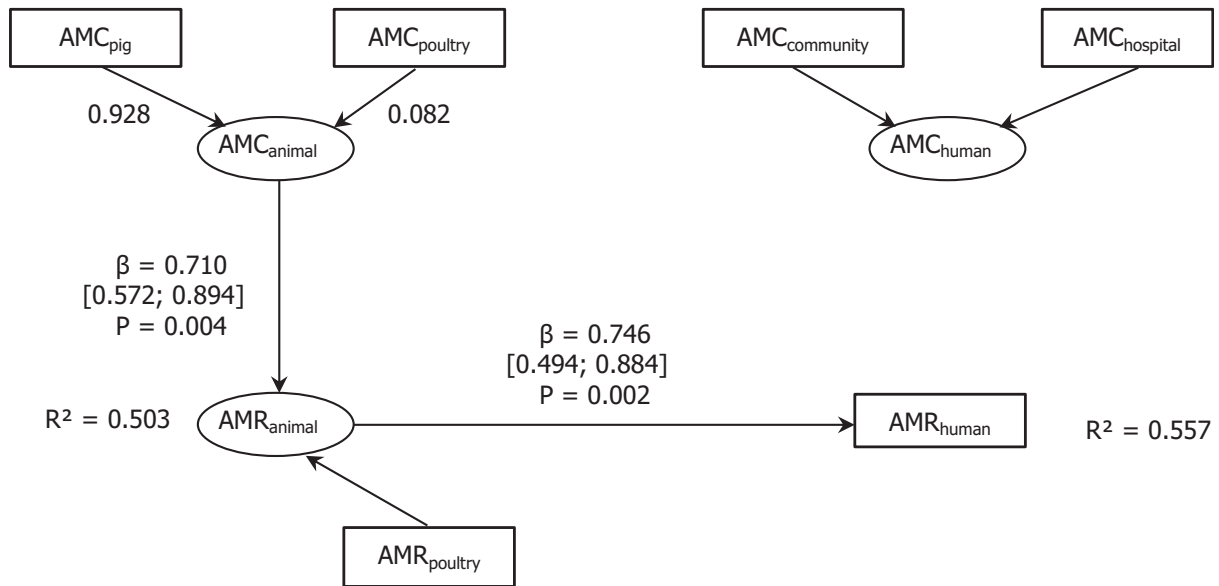 AMCpig
AMCpoultry
AMCcommunity
AMChospital
0.928
0.082
AMCanimal
AMChuman
β = 0.710
[0.572; 0.894]
P = 0.004
β = 0.746
[0.494; 0.884]
P = 0.002
R² = 0.503
AMRanimal
AMRhuman
R² = 0.557
AMRpoultry